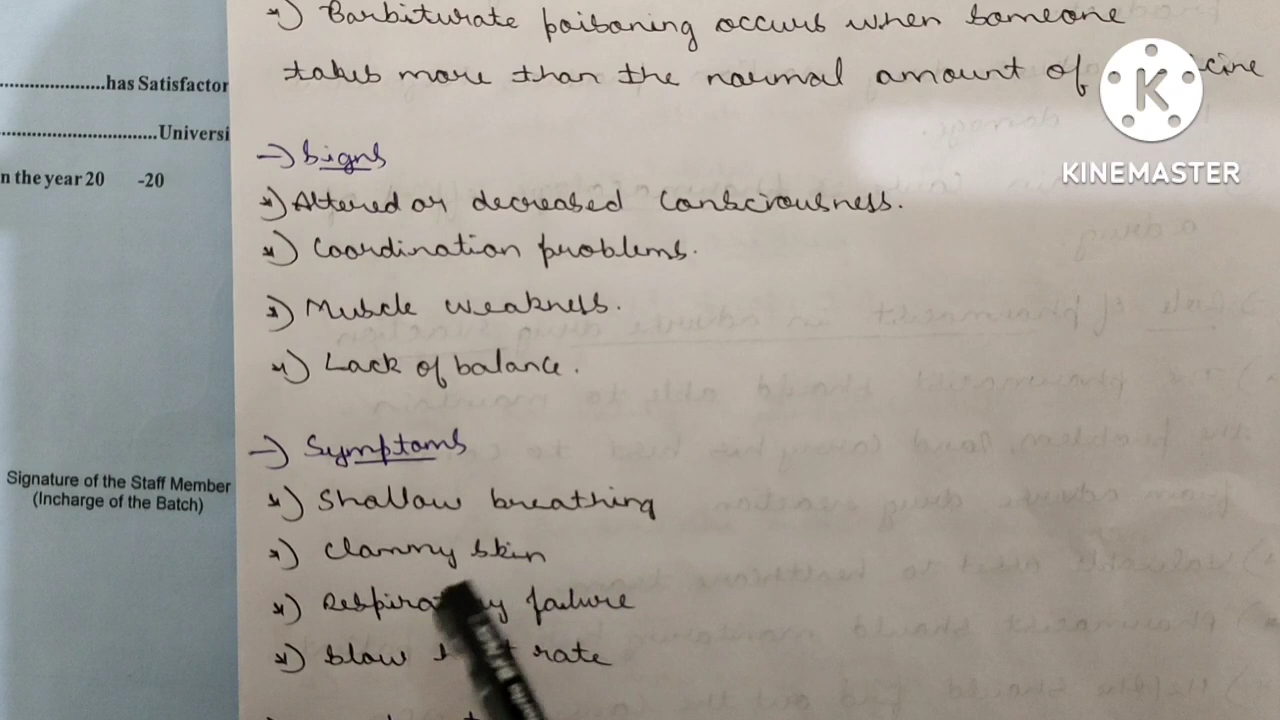 *) Barbiturate poisoning occurs when someone
takes more than the normal amount of
KINEMASTER
has Satisfactor
Universi
n the year 20 -20
Signature of the Staff Member
(Incharge of the Batch)
→ Signs
*) Altered or decreased consciousness.
*) Coordination problems.
*) Muscle weakness.
*) Lack of balance.
→ Symptoms
*) Shallow breathing
*) Clammy skin
*) failure
*) Slow rate